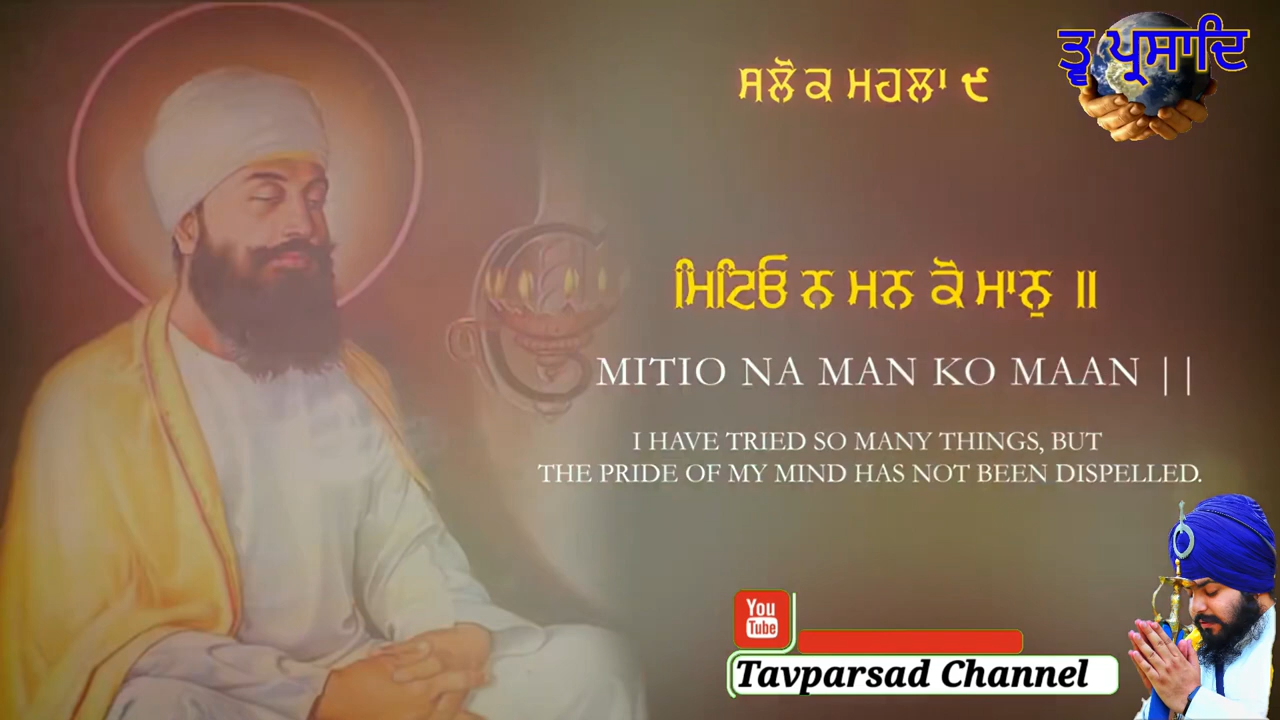 ਤ੍ਵ ਪ੍ਰਸਾਦਿ
ਸਲੋਕ ਮਹਲਾ ੯
ਮਿਟਿਓ ਨ ਮਨ ਕੋ ਮਾਨੁ ॥
MITIO NA MAN KO MAAN ||
I HAVE TRIED SO MANY THINGS, BUT
THE PRIDE OF MY MIND HAS NOT BEEN DISPELLED.
You
Tube
Tavparsad Channel